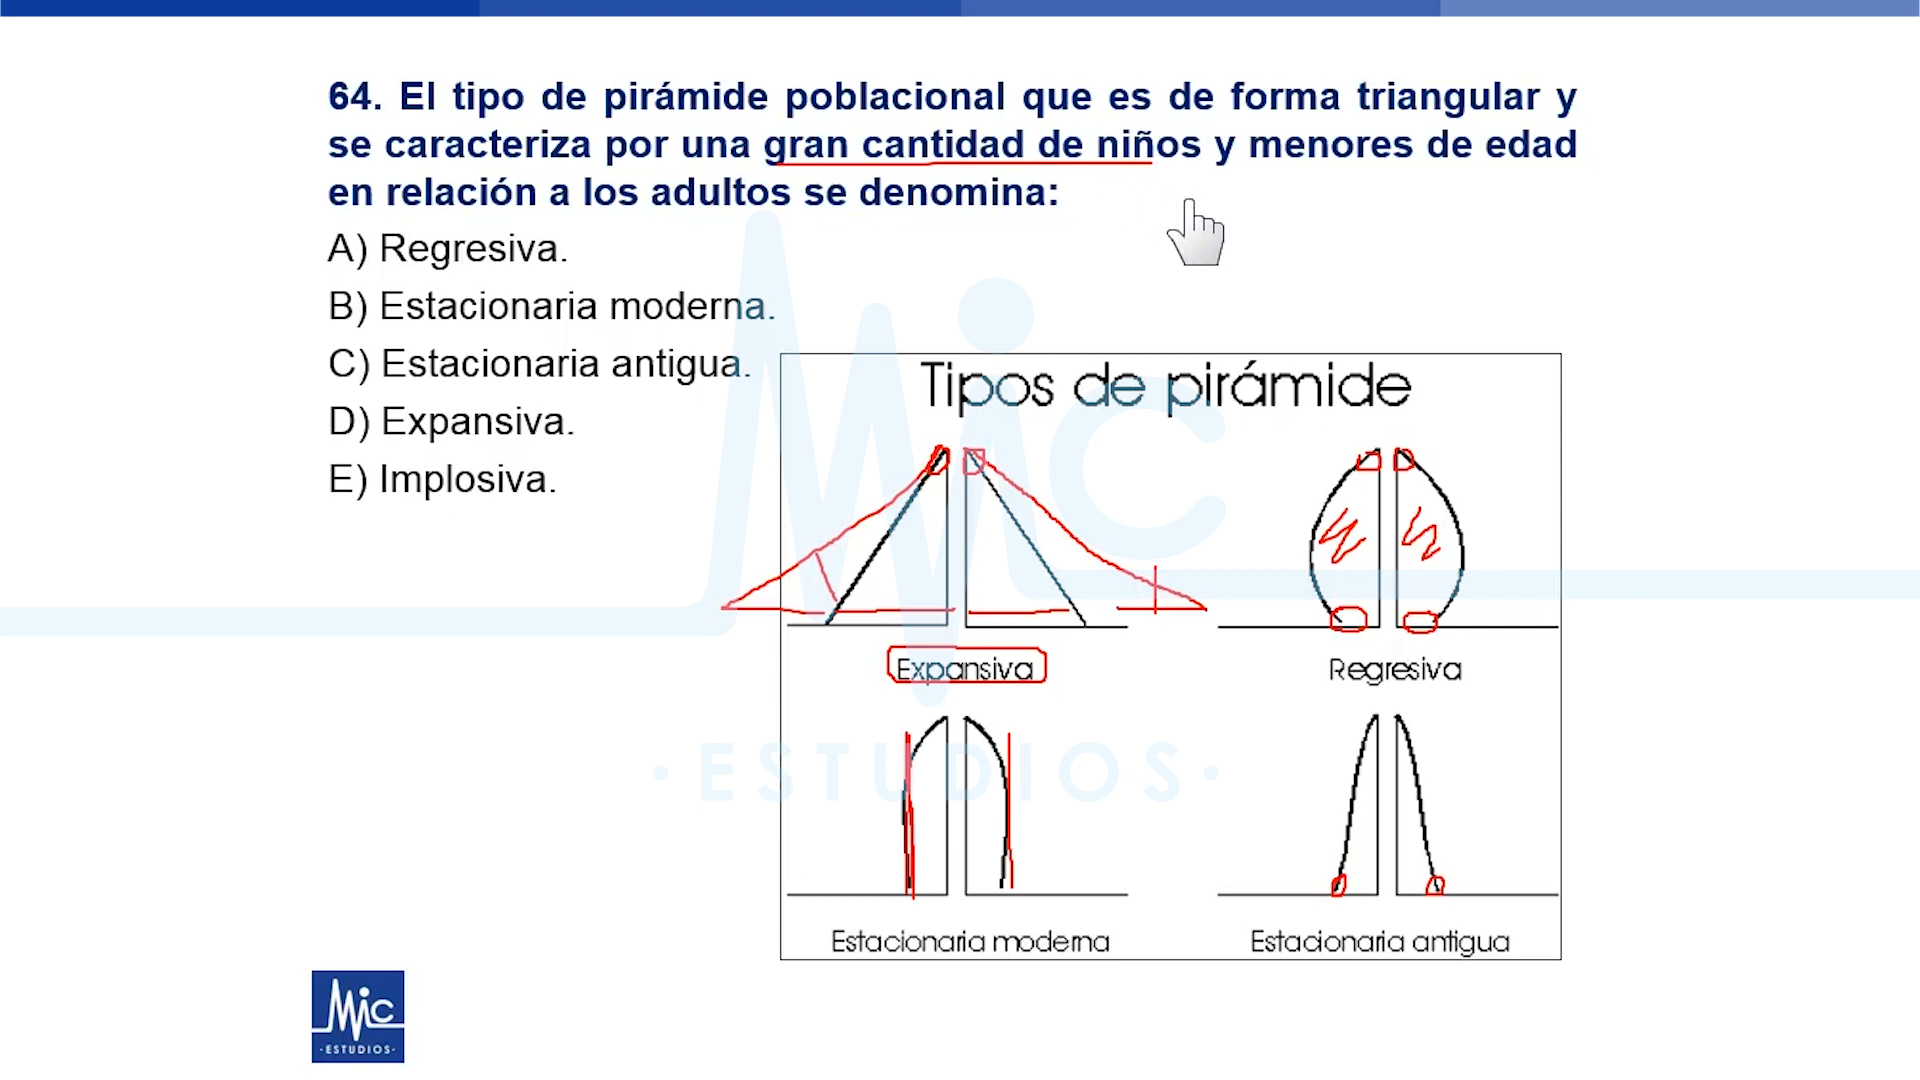 64. El tipo de pirámide poblacional que es de forma triangular y
se caracteriza por una gran cantidad de niños y menores de edad
en relación a los adultos se denomina:
A) Regresiva.
B) Estacionaria moderna.
C) Estacionaria antigua.
D) Expansiva.
E) Implosiva.
Tipos de pirámide
Expansiva
Regresiva
Estacionaria moderna
Estacionaria antigua
Mic
·ESTUDIOS·
Mic
·ESTUDIOS·